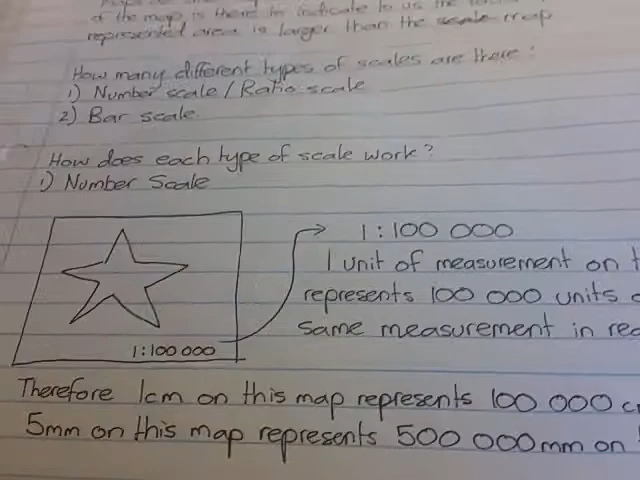 of the map is there to indicate to us the
represented area is larger than the scale map
How many different types of scales are there?
1) Number scale / Ratio scale
2) Bar scale.
How does each type of scale work?
1) Number Scale
1:100 000
1 unit of measurement on
represents 100 000 units
same measurement in
1:100 000
Therefore 1cm on this map represents 100 000
5mm on this map represents 500 000mm on